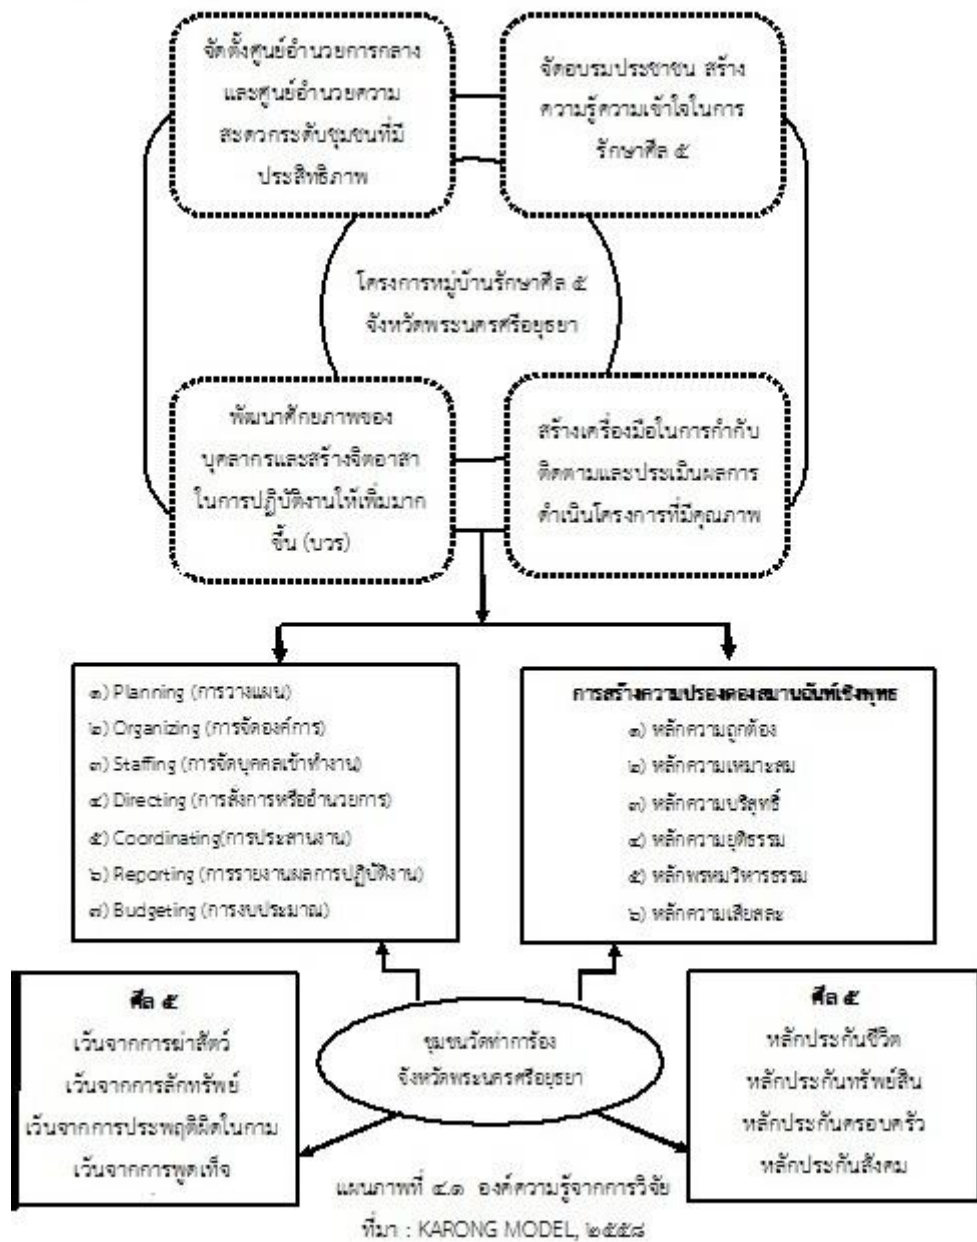 จัดตั้งศูนย์อำนวยการกลาง
และศูนย์อำนวยความ
สะดวกระดับชุมชนที่มี
ประสิทธิภาพ
จัดอบรมประชาชน สร้าง
ความรู้ความเข้าใจในการ
รักษาศีล ๕
โครงการหมู่บ้านรักษาศีล ๕
จังหวัดพระนครศรีอยุธยา
พัฒนาศักยภาพของ
บุคลากรและสร้างจิตอาสา
ในการปฏิบัติงานให้เพิ่มมาก
ขึ้น (บวร)
สร้างเครื่องมือในการกำกับ
ติดตามและประเมินผลการ
ดำเนินโครงการที่มีคุณภาพ
๑) Planning (การวางแผน)
๒) Organizing (การจัดองค์การ)
๓) Staffing (การจัดบุคคลเข้าทำงาน)
๔) Directing (การสั่งการหรืออำนวยการ)
๕) Coordinating(การประสานงาน)
๖) Reporting (การรายงานผลการปฏิบัติงาน)
๗) Budgeting (การงบประมาณ)
การสร้างความปรองดองสมานฉันท์เชิงพุทธ
๑) หลักความถูกต้อง
๒) หลักความเหมาะสม
๓) หลักความบริสุทธิ์
๔) หลักความยุติธรรม
๕) หลักพรหมวิหารธรรม
๖) หลักความเสียสละ
ศีล ๕
เว้นจากการฆ่าสัตว์
เว้นจากการลักทรัพย์
เว้นจากการประพฤติผิดในกาม
เว้นจากการพูดเท็จ
ชุมชนวัดท่าการ้อง
จังหวัดพระนครศรีอยุธยา
ศีล ๕
หลักประกันชีวิต
หลักประกันทรัพย์สิน
หลักประกันครอบครัว
หลักประกันสังคม
แผนภาพที่ ๔.๑ องค์ความรู้จากการวิจัย
ที่มา : KARONG MODEL, ๒๕๕๘